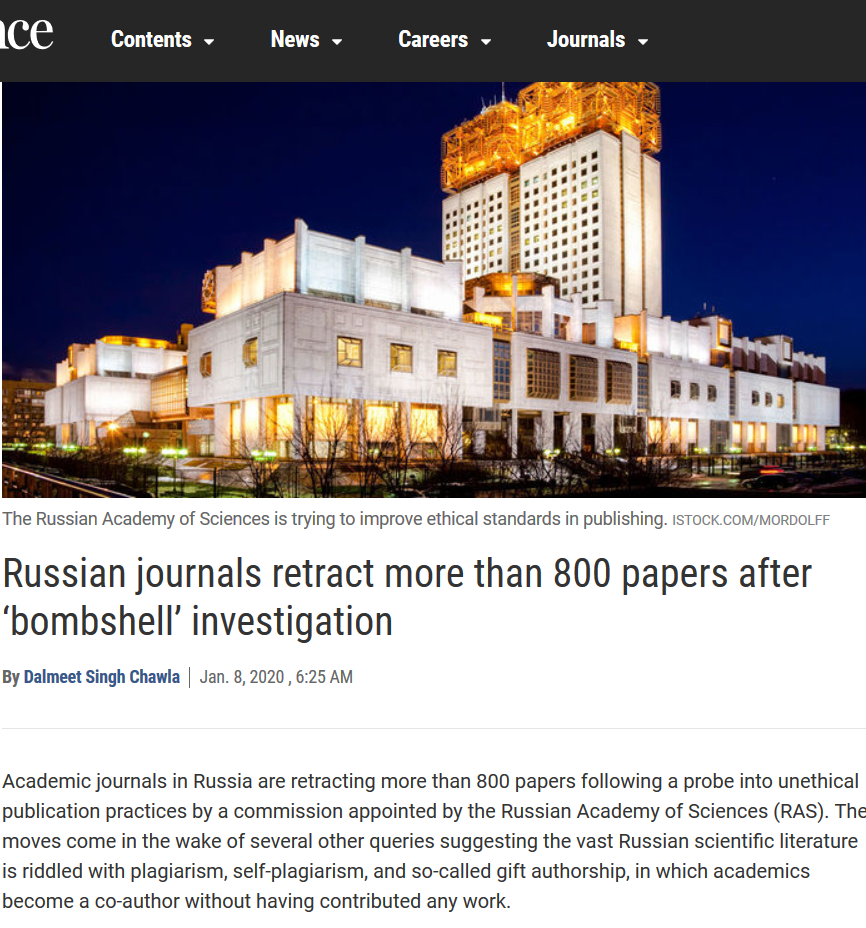 Contents News Careers Journals
The Russian Academy of Sciences is trying to improve ethical standards in publishing. ISTOCK.COM/MORDOLFF
Russian journals retract more than 800 papers after
‘bombshell’ investigation
By Dalmeet Singh Chawla | Jan. 8, 2020 , 6:25 AM
Academic journals in Russia are retracting more than 800 papers following a probe into unethical
publication practices by a commission appointed by the Russian Academy of Sciences (RAS). The
moves come in the wake of several other queries suggesting the vast Russian scientific literature
is riddled with plagiarism, self-plagiarism, and so-called gift authorship, in which academics
become a co-author without having contributed any work.